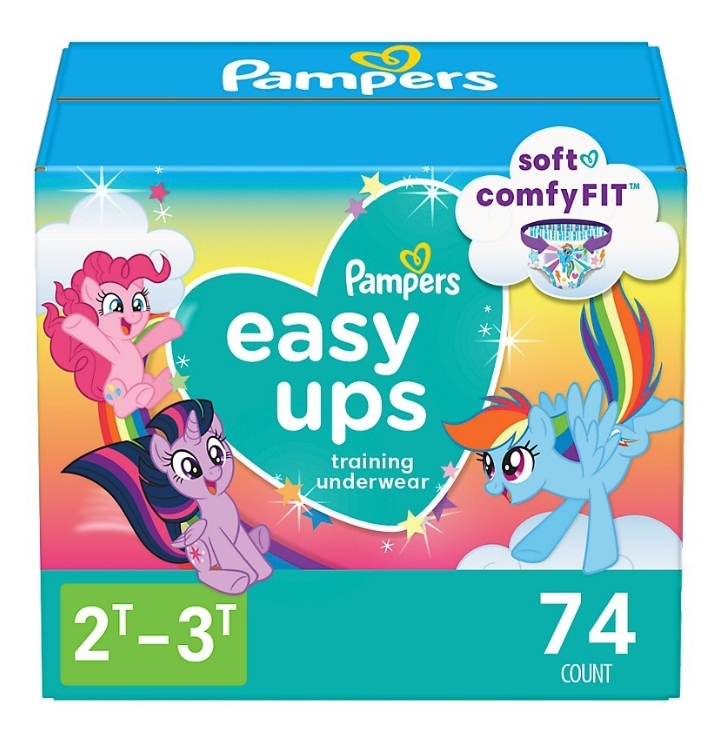 Pampers
soft
comfyFIT™
Pampers
easy
ups
training
underwear
2T-3T
74
COUNT